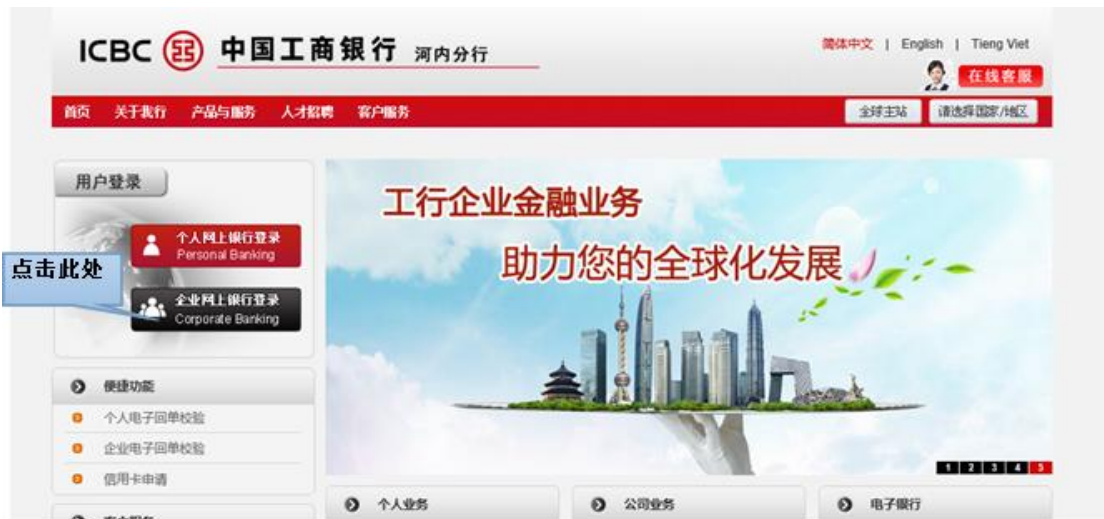 ICBC 中国工商银行 河内分行
简体中文 | English | Tieng Viet
在线客服
首页 关于我行 产品与服务 人才招聘 客户服务
全球主站 请选择国家/地区
用户登录
个人网上银行登录
Personal Banking
点击此处
企业网上银行登录
Corporate Banking
工行企业金融业务
助力您的全球化发展
便捷功能
个人电子回单校验
企业电子回单校验
信用卡申请
1 2 3 4 5
个人业务
公司业务
电子银行